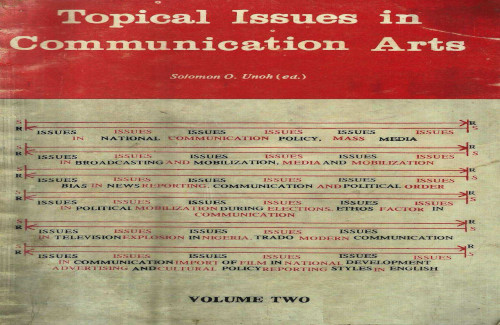 Topical Issues in
Communication Arts
Solomon O. Unoh (ed.)
S R
R S
ISSUES ISSUES ISSUES ISSUES ISSUES ISSUES
IN NATIONAL COMMUNICATION POLICY, MASS MEDIA
S R
R S
ISSUES ISSUES ISSUES ISSUES ISSUES ISSUES
IN BROADCASTING AND MOBILIZATION, MEDIA AND MOBILIZATION
S R
R S
ISSUES ISSUES ISSUES ISSUES ISSUES ISSUES
BIAS IN NEWS REPORTING. COMMUNICATION AND POLITICAL ORDER
S R
R S
ISSUES ISSUES ISSUES ISSUES ISSUES ISSUES
IN POLITICAL MOBILIZATION DURING ELECTIONS. ETHOS FACTOR IN
COMMUNICATION
S R
R S
ISSUES ISSUES ISSUES ISSUES ISSUES
IN TELEVISION EXPLOSION IN NIGERIA. TRADO MODERN COMMUNICATION
S R
R S
ISSUES ISSUES ISSUES ISSUES ISSUES ISSUES
IN COMMUNICATION IMPORT OF FILM IN NATIONAL DEVELOPMENT
ADVERTISING AND CULTURAL POLICY REPORTING STYLES IN ENGLISH
VOLUME TWO